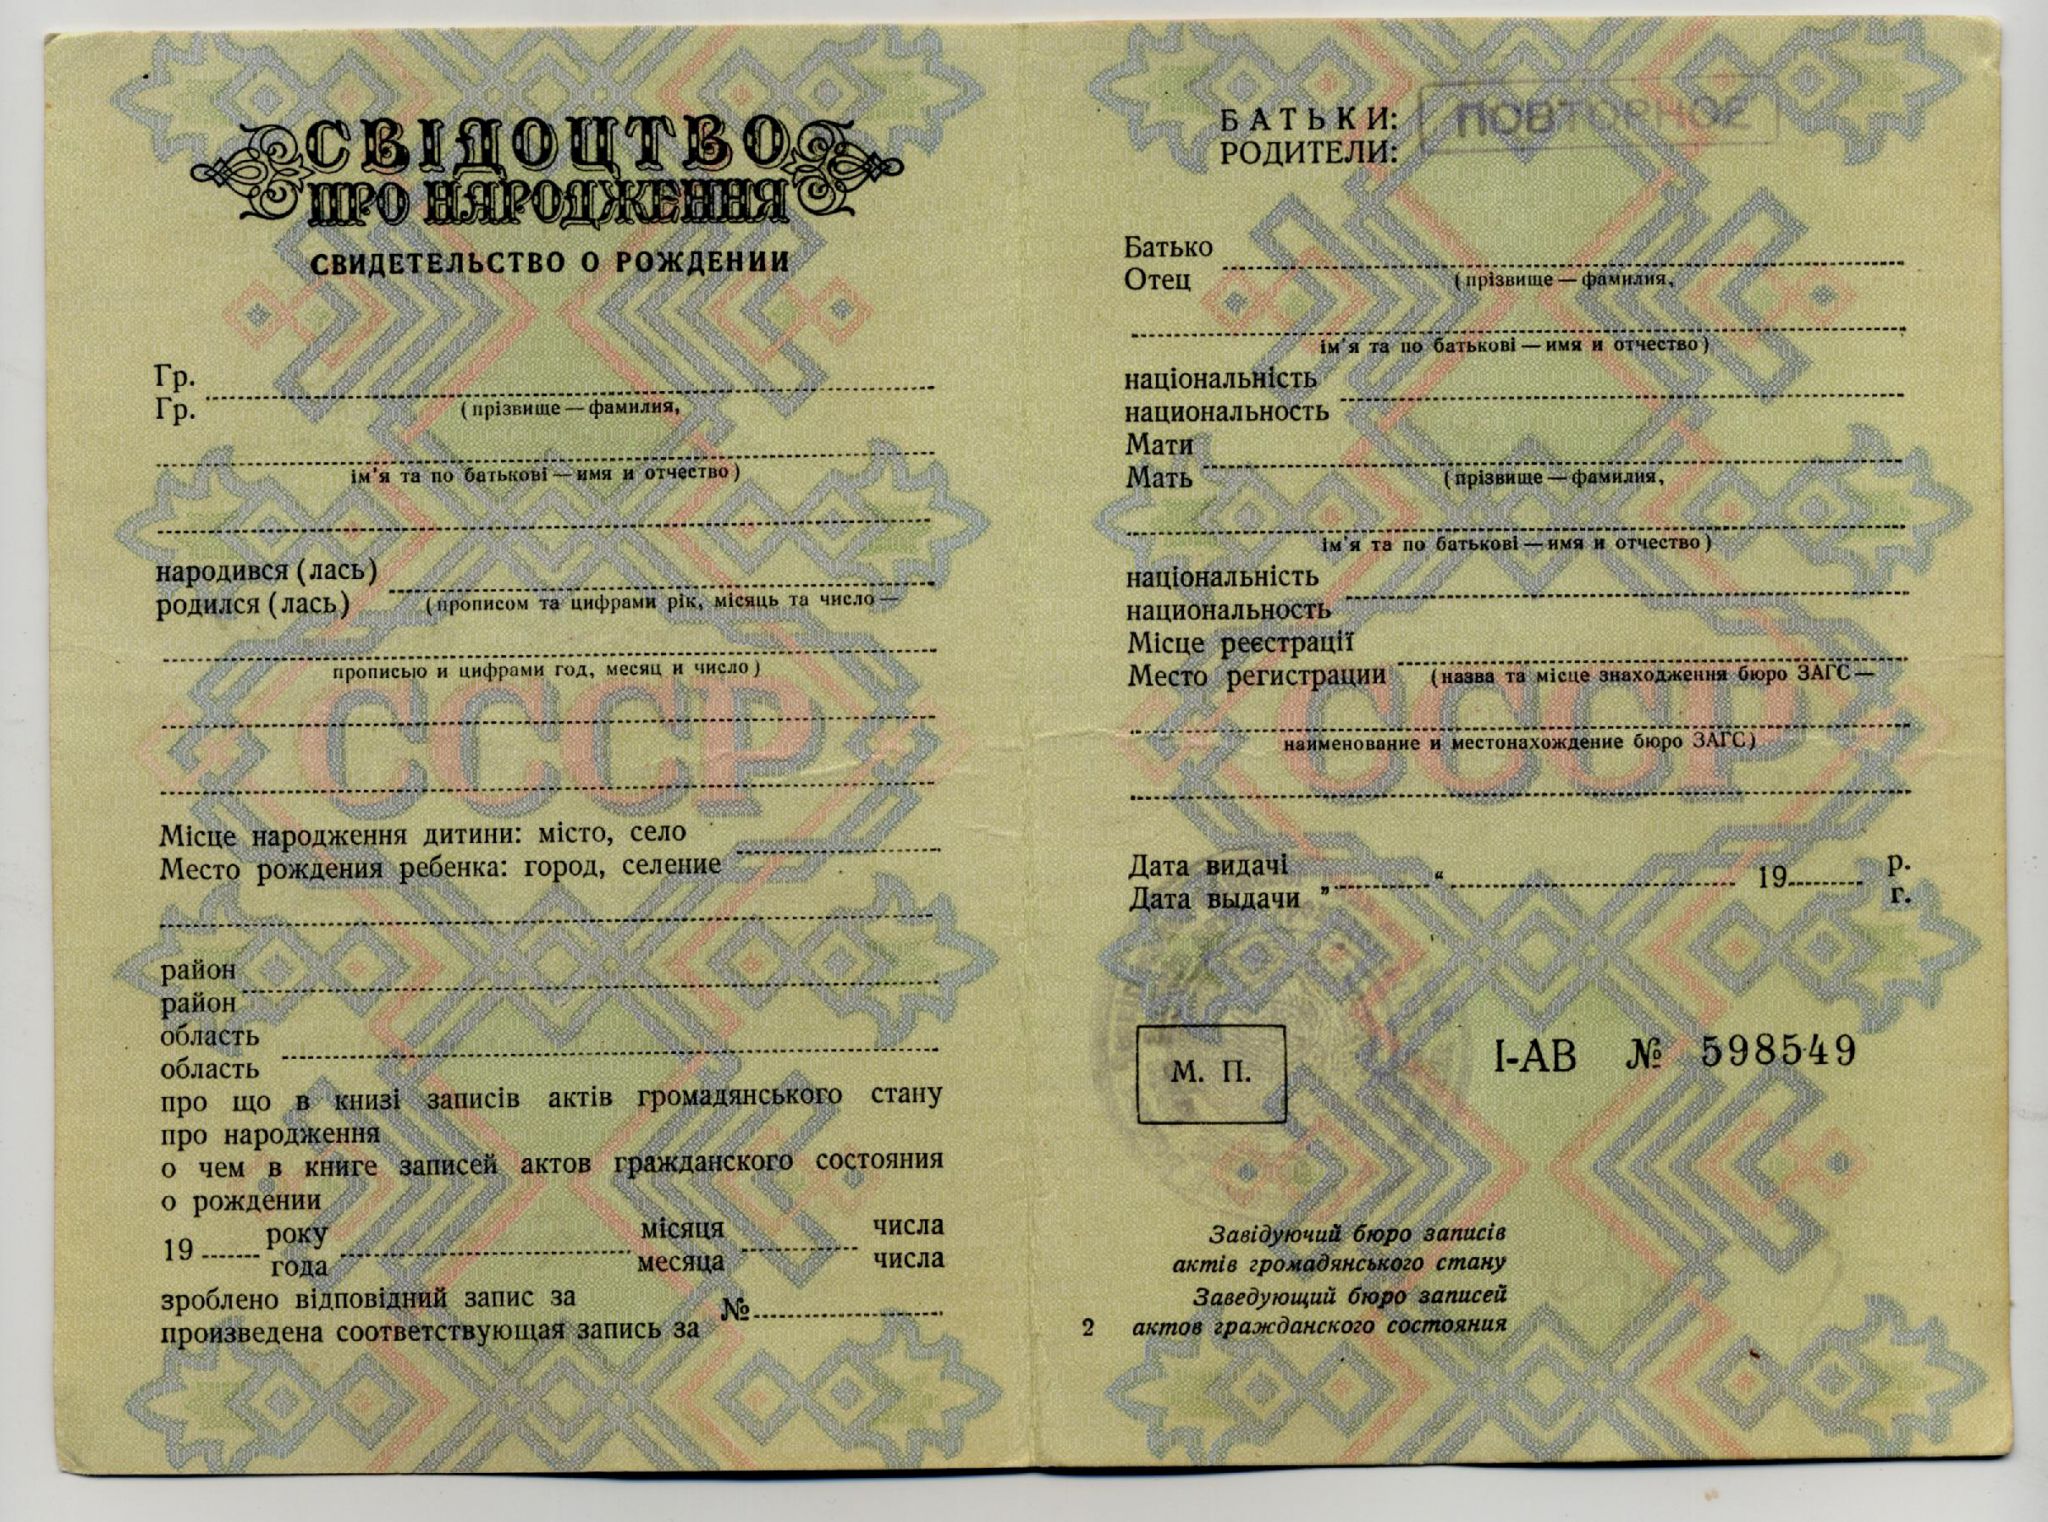 СВІДОЦТВО
ПРО НАРОДЖЕННЯ
СВИДЕТЕЛЬСТВО О РОЖДЕНИИ
Гр.
Гр.
(прізвище — фамилия,
ім'я та по батькові — имя и отчество)
народився (лась)
родился (лась)
(прописом та цифрами рік, місяць та число —
прописью и цифрами год, месяц и число)
СССР
Місце народження дитини: місто, село
Место рождения ребенка: город, селение
район
район
область
область
про що в книзі записів актів громадянського стану
про народження
о чем в книге записей актов гражданского состояния
о рождении
19 року місяця числа
года месяца числа
зроблено відповідний запис за
произведена соответствующая запись за №
БАТЬКИ:
РОДИТЕЛИ:
ПОВТОРНОЕ
Батько
Отец
(прізвище — фамилия,
ім'я та по батькові — имя и отчество)
національність
национальность
Мати
Мать
(прізвище — фамилия,
ім'я та по батькові — имя и отчество)
національність
национальность
Місце реєстрації
Место регистрации
(назва та місце знаходження бюро ЗАГС —
наименование и местонахождение бюро ЗАГС)
СССР
Дата видачі
Дата выдачи „ “ 19 р.
г.
М. П.
I-АВ № 598549
Завідуючий бюро записів
актів громадянського стану
Заведующий бюро записей
2 актов гражданского состояния